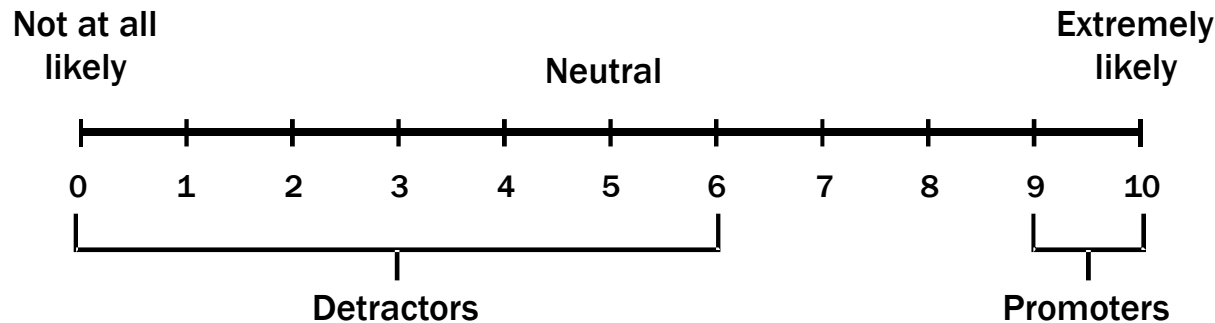 Not at all
likely
Neutral
Extremely
likely
0 1 2 3 4 5 6 7 8 9 10
Detractors
Promoters